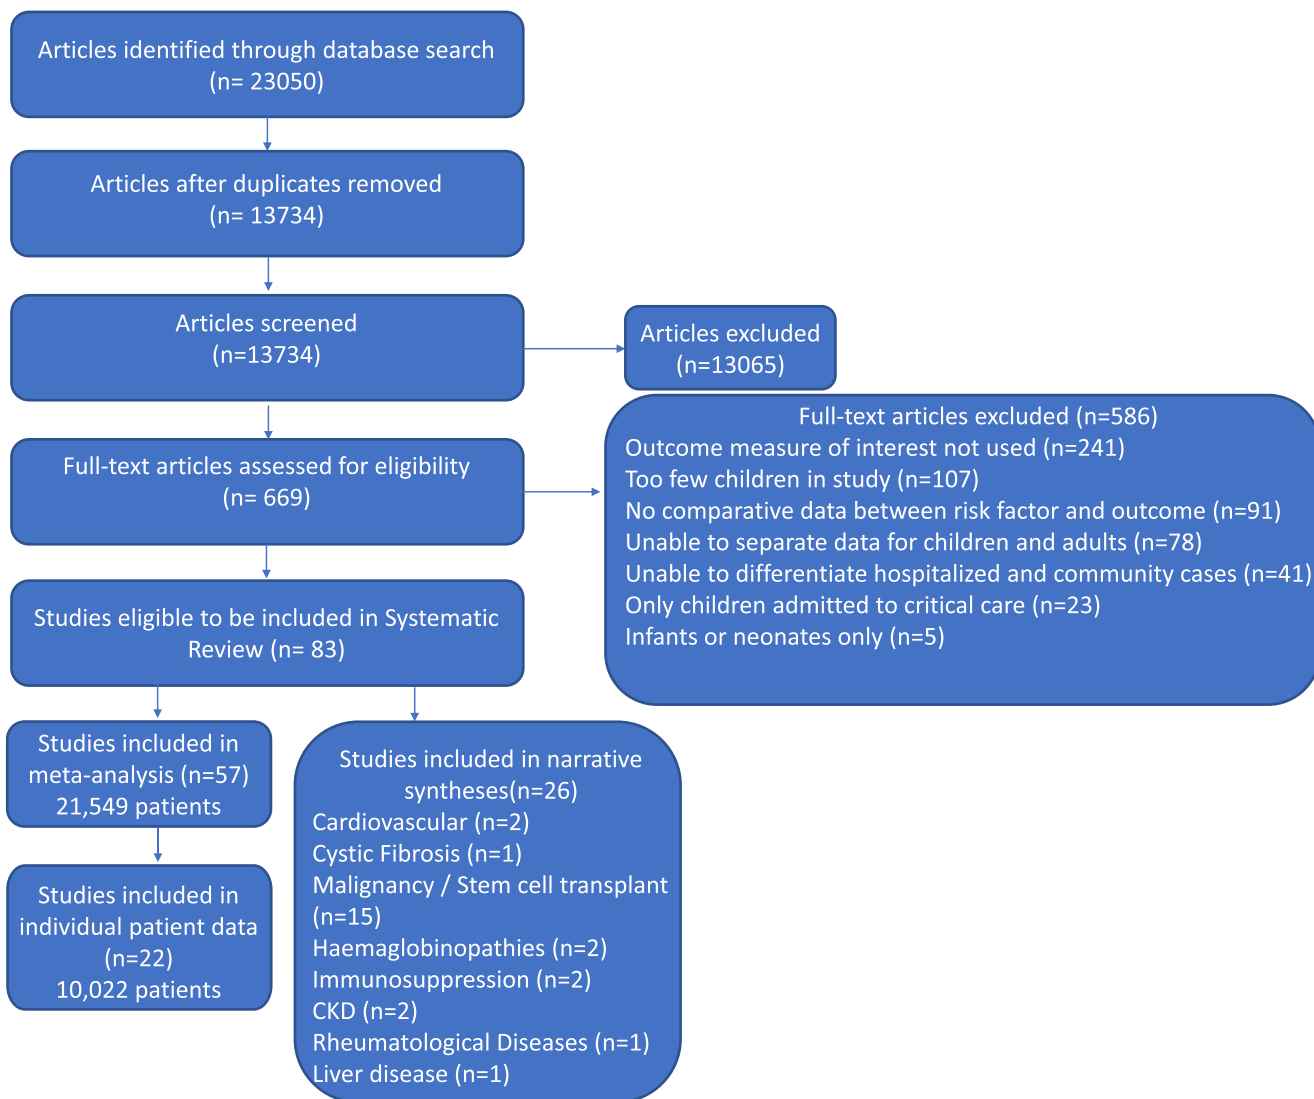 Articles identified through database search
(n= 23050)
Articles after duplicates removed
(n= 13734)
Articles screened
(n=13734)
Articles excluded
(n=13065)
Full-text articles assessed for eligibility
(n= 669)
Full-text articles excluded (n=586)
Outcome measure of interest not used (n=241)
Too few children in study (n=107)
No comparative data between risk factor and outcome (n=91)
Unable to separate data for children and adults (n=78)
Unable to differentiate hospitalized and community cases (n=41)
Only children admitted to critical care (n=23)
Infants or neonates only (n=5)
Studies eligible to be included in Systematic
Review (n= 83)
Studies included in
meta-analysis (n=57)
21,549 patients
Studies included in
individual patient data
(n=22)
10,022 patients
Studies included in narrative
syntheses(n=26)
Cardiovascular (n=2)
Cystic Fibrosis (n=1)
Malignancy / Stem cell transplant
(n=15)
Haemaglobinopathies (n=2)
Immunosuppression (n=2)
CKD (n=2)
Rheumatological Diseases (n=1)
Liver disease (n=1)